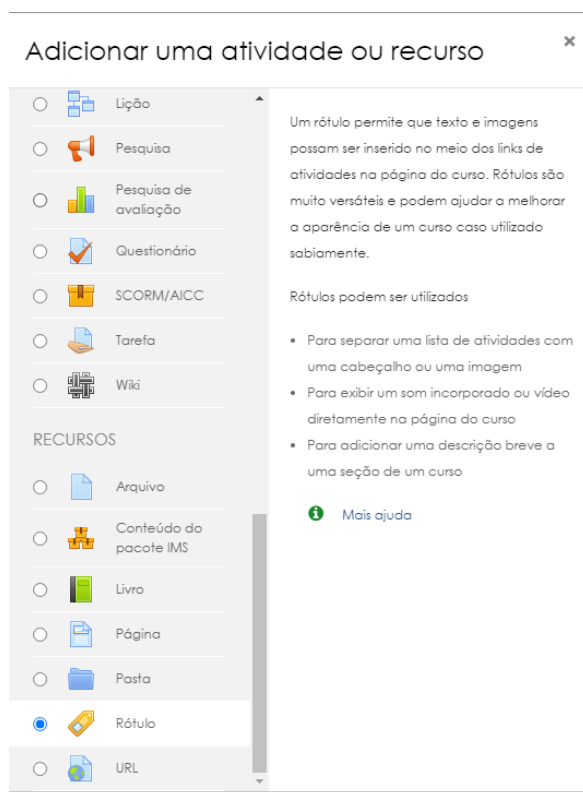 Adicionar uma atividade ou recurso ×
Lição
Pesquisa
Pesquisa de
avaliação
Questionário
SCORM/AICC
Tarefa
Wiki
RECURSOS
Arquivo
Conteúdo do
pacote IMS
Livro
Página
Pasta
Rótulo
URL
Um rótulo permite que texto e imagens
possam ser inserido no meio dos links de
atividades na página do curso. Rótulos são
muito versáteis e podem ajudar a melhorar
a aparência de um curso caso utilizado
sabiamente.
Rótulos podem ser utilizados
• Para separar uma lista de atividades com
uma cabeçalho ou uma imagem
• Para exibir um som incorporado ou vídeo
diretamente na página do curso
• Para adicionar uma descrição breve a
uma seção de um curso
Mais ajuda